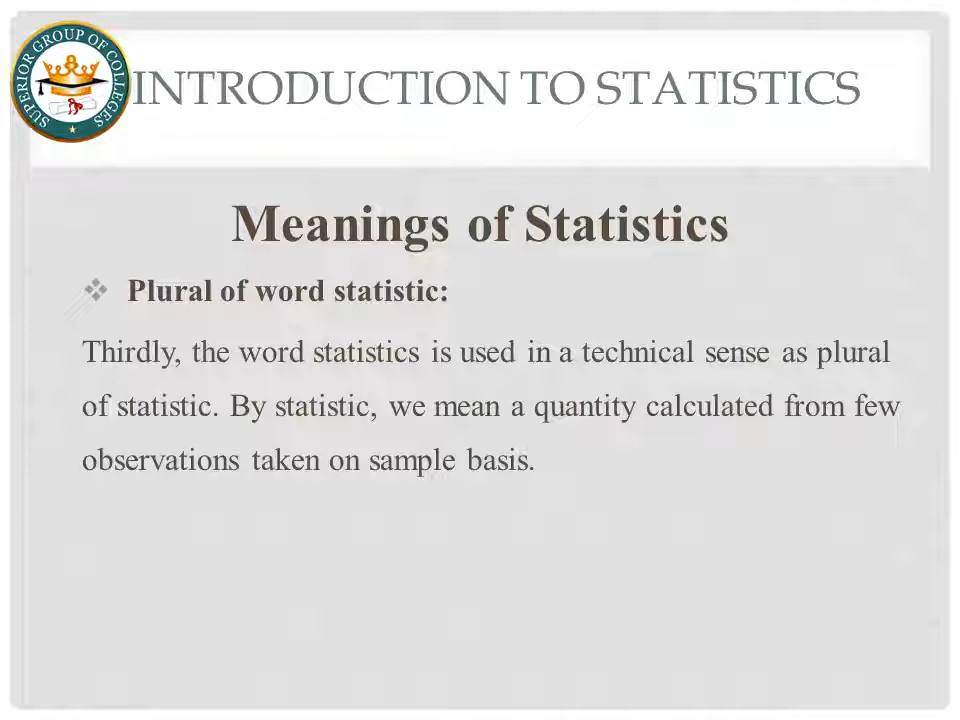 SUPERIOR GROUP OF COLLEGES
INTRODUCTION TO STATISTICS
Meanings of Statistics
Plural of word statistic:
Thirdly, the word statistics is used in a technical sense as plural
of statistic. By statistic, we mean a quantity calculated from few
observations taken on sample basis.